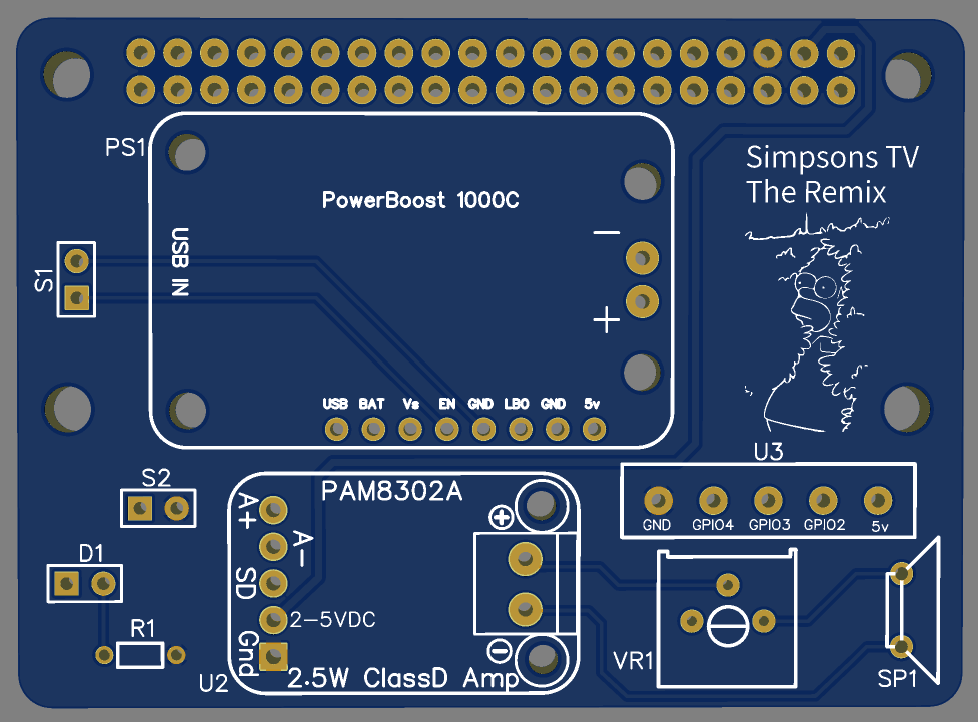 PS1
Simpsons TV
The Remix
PowerBoost 1000C
USB IN
S1
−
+
USB BAT Vs EN GND LBO GND 5v
U3
GND GPIO4 GPIO3 GPIO2 5v
S2
PAM8302A
A+
A-
SD
2-5VDC
Gnd
+
−
D1
R1
U2
2.5W ClassD Amp
VR1
SP1